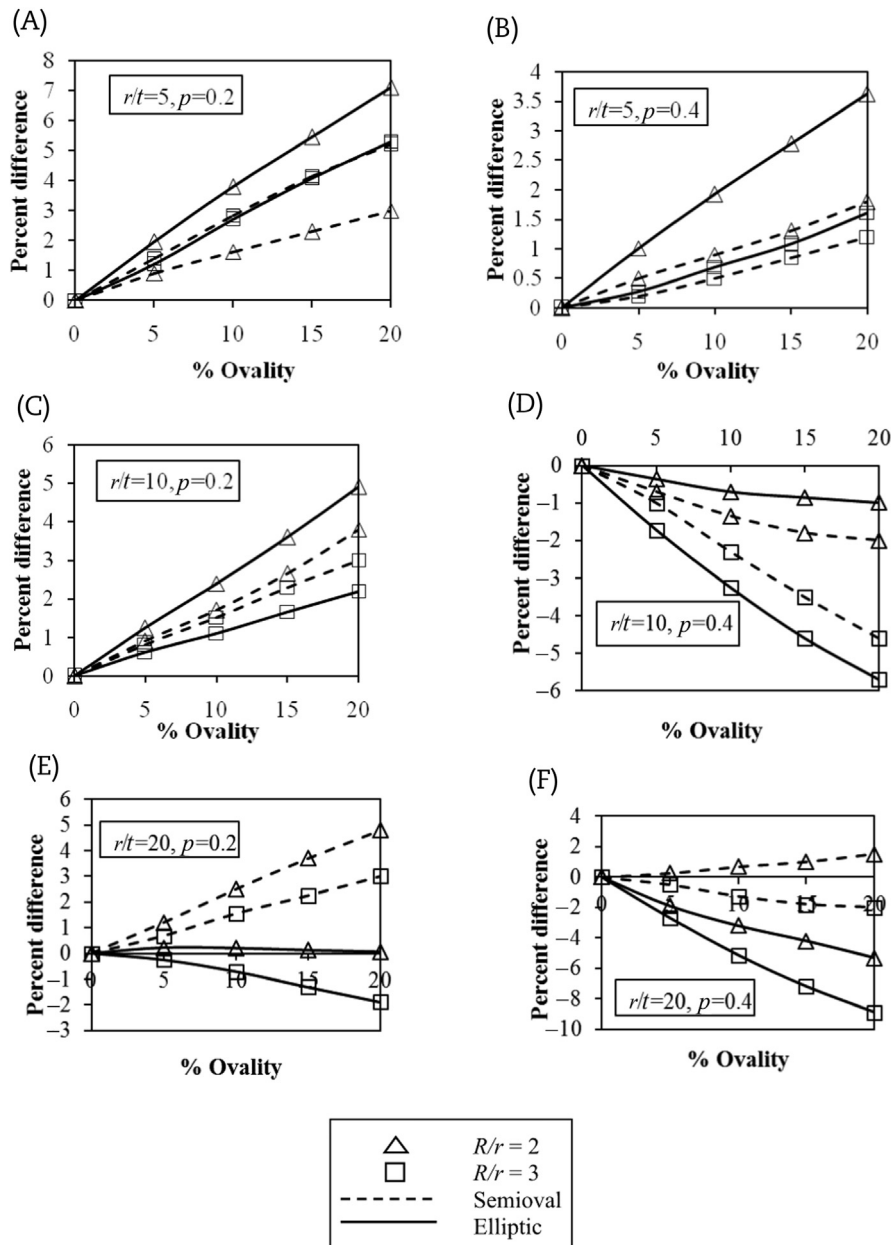 (A)
Percent difference
8
7
6
5
4
3
2
1
0
r/t=5, p=0.2
0 5 10 15 20
% Ovality
(B)
Percent difference
4
3.5
3
2.5
2
1.5
1
0.5
0
r/t=5, p=0.4
0 5 10 15 20
% Ovality
(C)
Percent difference
6
5
4
3
2
1
0
r/t=10, p=0.2
0 5 10 15 20
% Ovality
(D)
% Ovality
0 5 10 15 20
Percent difference
0
−1
−2
−3
−4
−5
−6
r/t=10, p=0.4
(E)
Percent difference
6
5
4
3
2
1
0
−1
−2
−3
r/t=20, p=0.2
0 5 10 15 20
% Ovality
(F)
Percent difference
4
2
0
−2
−4
−6
−8
−10
0 5 10 15 20
r/t=20, p=0.4
% Ovality
R/r = 2
R/r = 3
Semioval
Elliptic